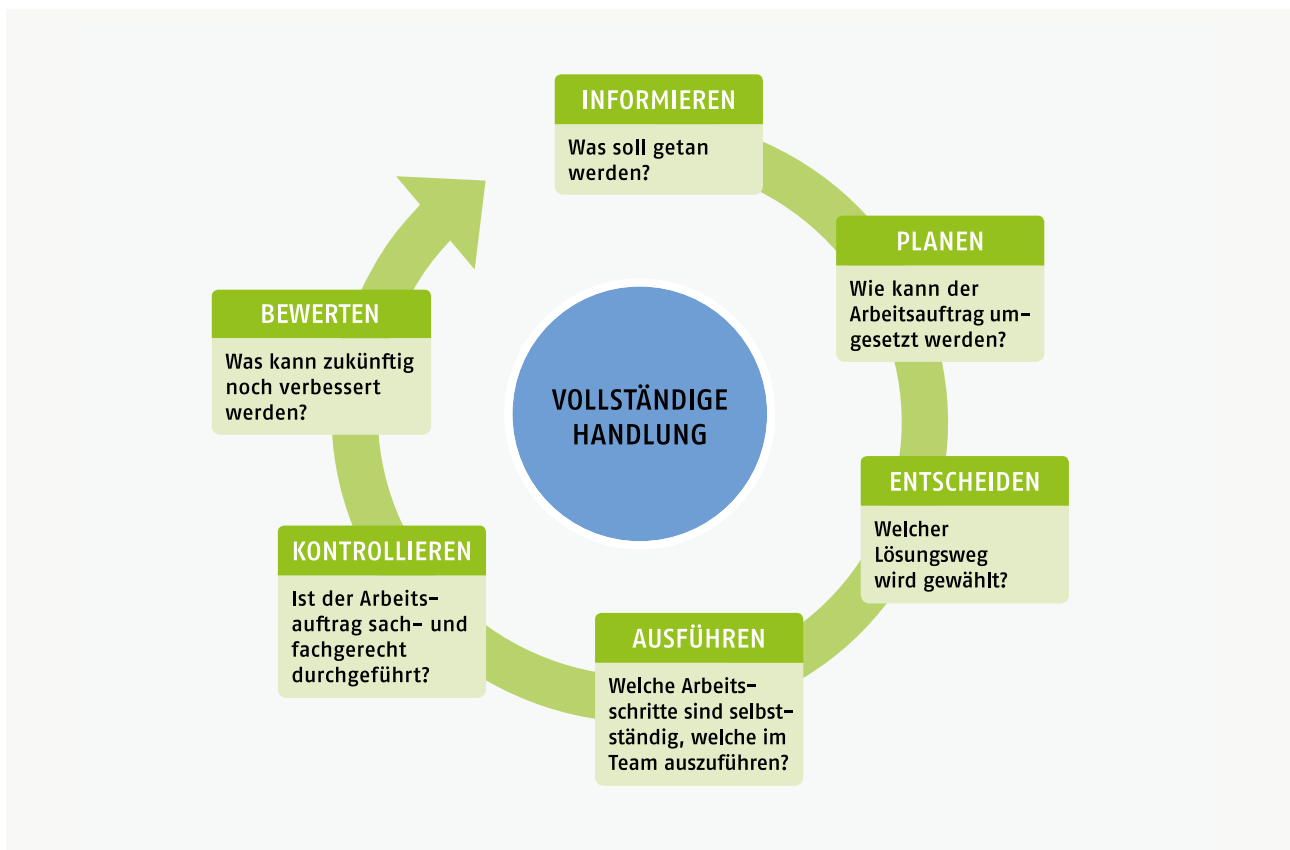 INFORMIEREN
Was soll getan
werden?
PLANEN
Wie kann der
Arbeitsauftrag um-
gesetzt werden?
ENTSCHEIDEN
Welcher
Lösungsweg
wird gewählt?
AUSFÜHREN
Welche Arbeits-
schritte sind selbst-
ständig, welche im
Team auszuführen?
KONTROLLIEREN
Ist der Arbeits-
auftrag sach- und
fachgerecht
durchgeführt?
BEWERTEN
Was kann zukünftig
noch verbessert
werden?
VOLLSTÄNDIGE
HANDLUNG